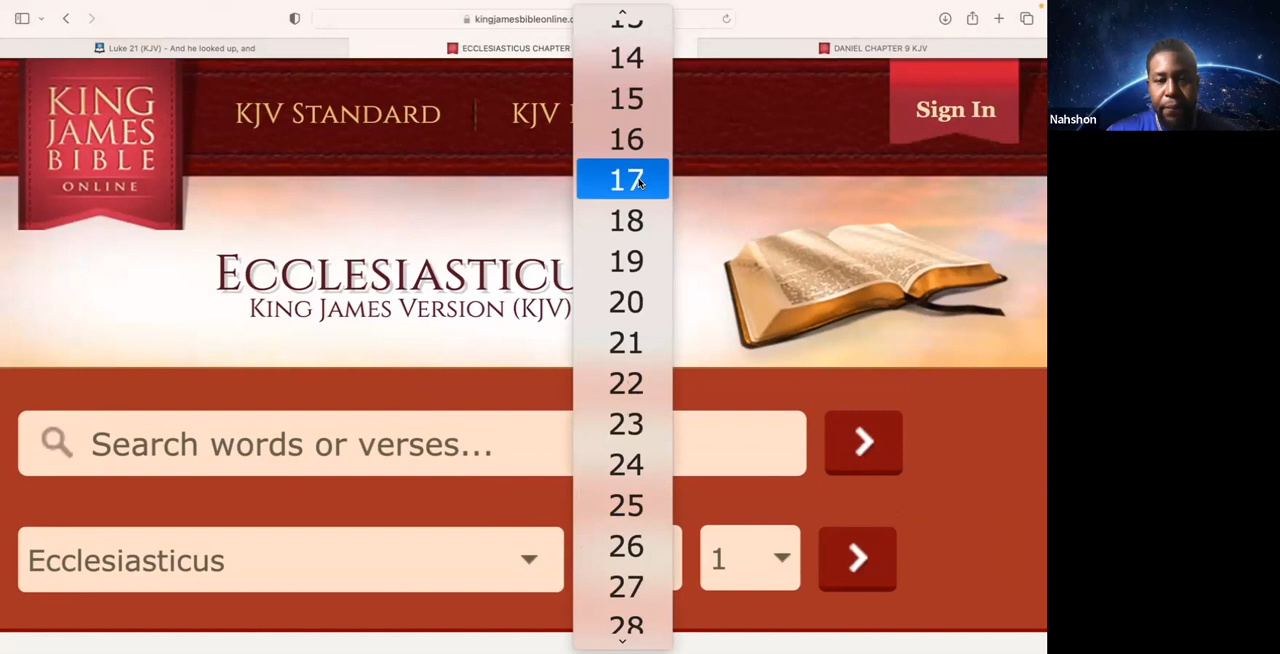 kingjamesbibleonline.c
Luke 21 (KJV) - And he looked up, and
ECCLESIASTICUS CHAPTER
DANIEL CHAPTER 9 KJV
KING
JAMES
BIBLE
ONLINE
KJV STANDARD
KJV
Sign In
ECCLESIASTICU
KING JAMES VERSION (KJV)
Search words or verses...
Ecclesiasticus
1
14
15
16
17
18
19
20
21
22
23
24
25
26
27
28
Nahshon